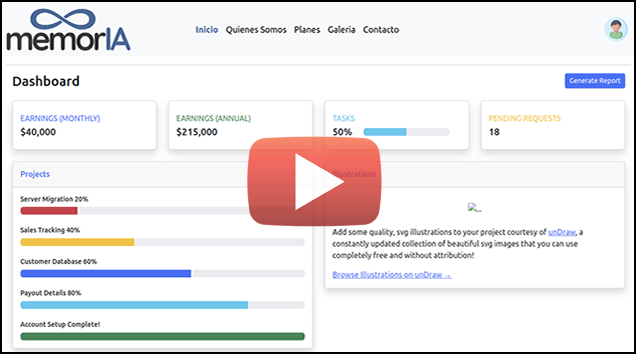 memorIA
Inicio Quienes Somos Planes Galeria Contacto
Dashboard
Generate Report
EARNINGS (MONTHLY)
$40,000
EARNINGS (ANNUAL)
$215,000
TASKS
50%
PENDING REQUESTS
18
Projects
Server Migration 20%
Sales Tracking 40%
Customer Database 60%
Payout Details 80%
Account Setup Complete!
Illustrations
Add some quality, svg illustrations to your project courtesy of unDraw, a
constantly updated collection of beautiful svg images that you can use
completely free and without attribution!
Browse Illustrations on unDraw →